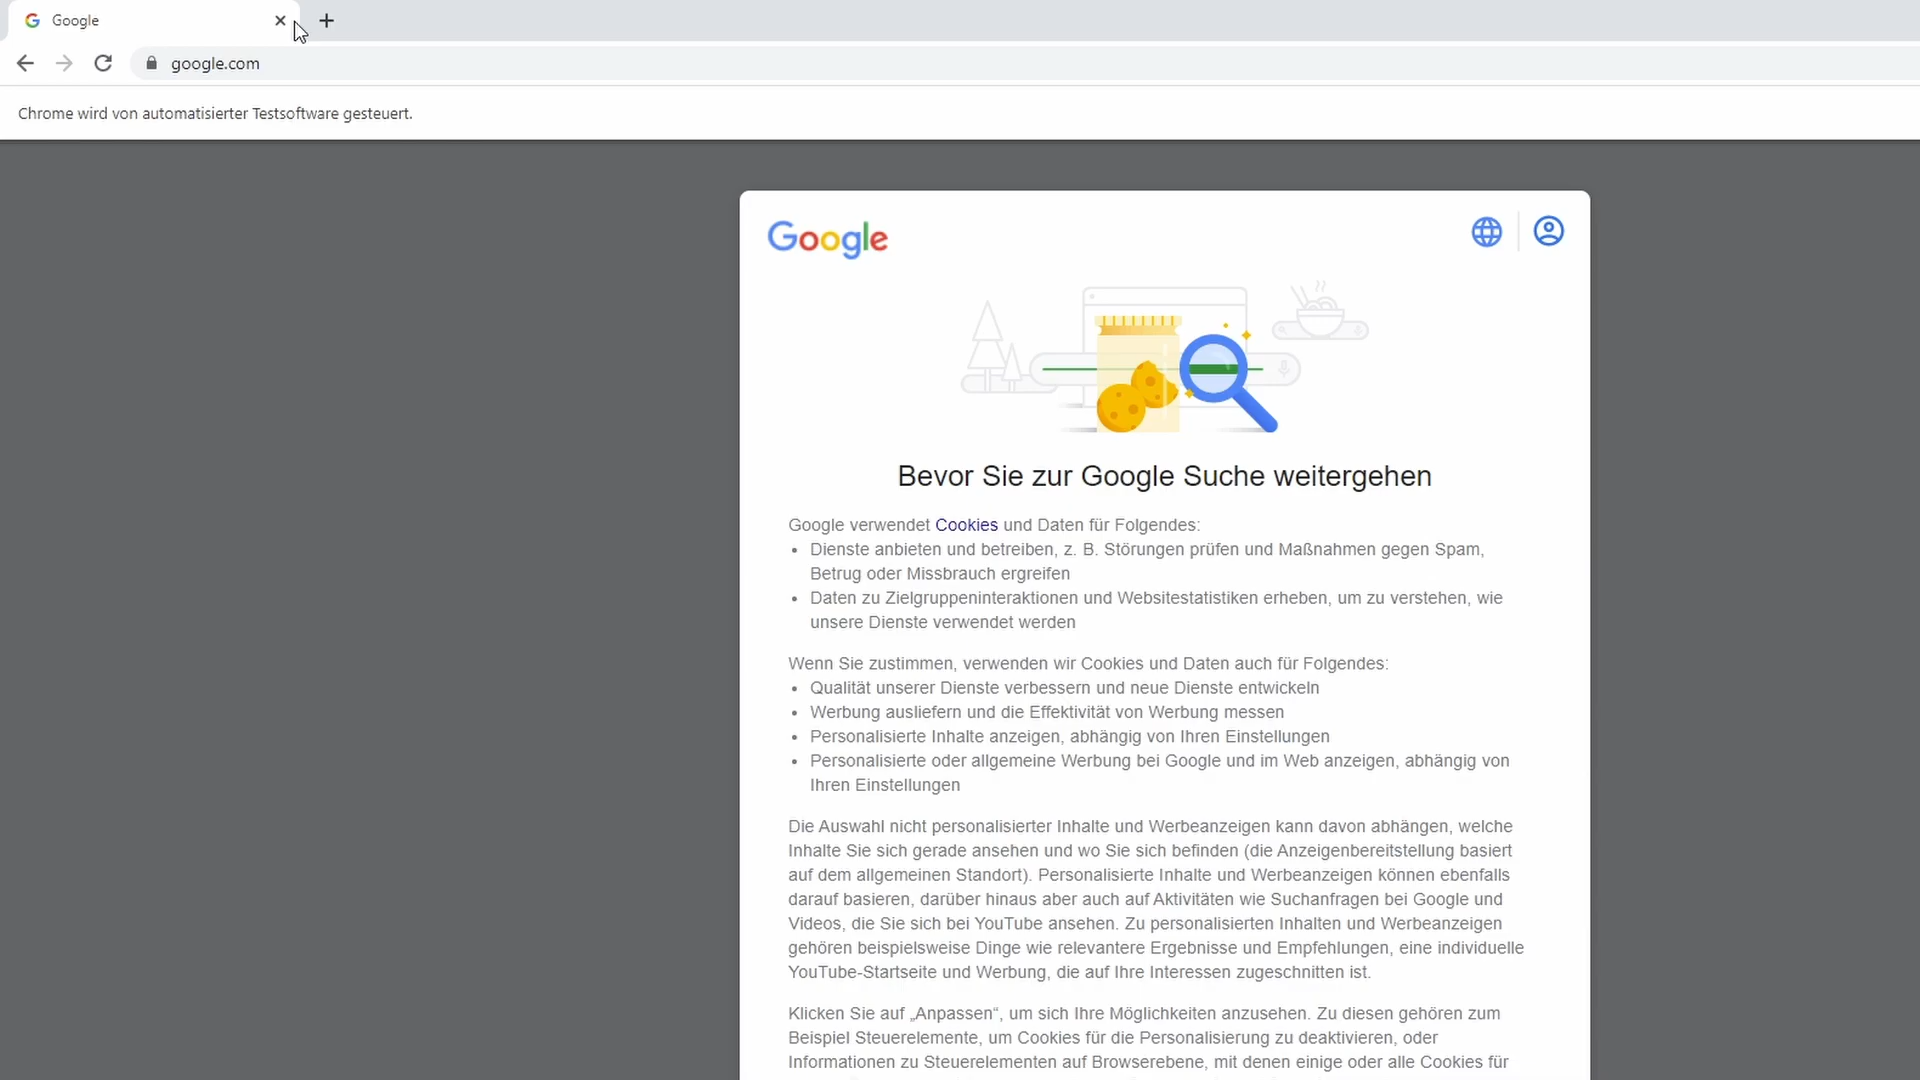 Google
google.com
Chrome wird von automatisierter Testsoftware gesteuert.
Google
Bevor Sie zur Google Suche weitergehen
Google verwendet Cookies und Daten für Folgendes:
• Dienste anbieten und betreiben, z. B. Störungen prüfen und Maßnahmen gegen Spam,
Betrug oder Missbrauch ergreifen
• Daten zu Zielgruppeninteraktionen und Websitestatistiken erheben, um zu verstehen, wie
unsere Dienste verwendet werden
Wenn Sie zustimmen, verwenden wir Cookies und Daten auch für Folgendes:
• Qualität unserer Dienste verbessern und neue Dienste entwickeln
• Werbung ausliefern und die Effektivität von Werbung messen
• Personalisierte Inhalte anzeigen, abhängig von Ihren Einstellungen
• Personalisierte oder allgemeine Werbung bei Google und im Web anzeigen, abhängig von
Ihren Einstellungen
Die Auswahl nicht personalisierter Inhalte und Werbeanzeigen kann davon abhängen, welche
Inhalte Sie sich gerade ansehen und wo Sie sich befinden (die Anzeigenbereitstellung basiert
auf dem allgemeinen Standort). Personalisierte Inhalte und Werbeanzeigen können ebenfalls
darauf basieren, darüber hinaus aber auch auf Aktivitäten wie Suchanfragen bei Google und
Videos, die Sie sich bei YouTube ansehen. Zu personalisierten Inhalten und Werbeanzeigen
gehören beispielsweise Dinge wie relevantere Ergebnisse und Empfehlungen, eine individuelle
YouTube-Startseite und Werbung, die auf Ihre Interessen zugeschnitten ist.
Klicken Sie auf „Anpassen“, um sich Ihre Möglichkeiten anzusehen. Zu diesen gehören zum
Beispiel Steuerelemente, um Cookies für die Personalisierung zu deaktivieren, oder
Informationen zu Steuerelementen auf Browserebene, mit denen einige oder alle Cookies für